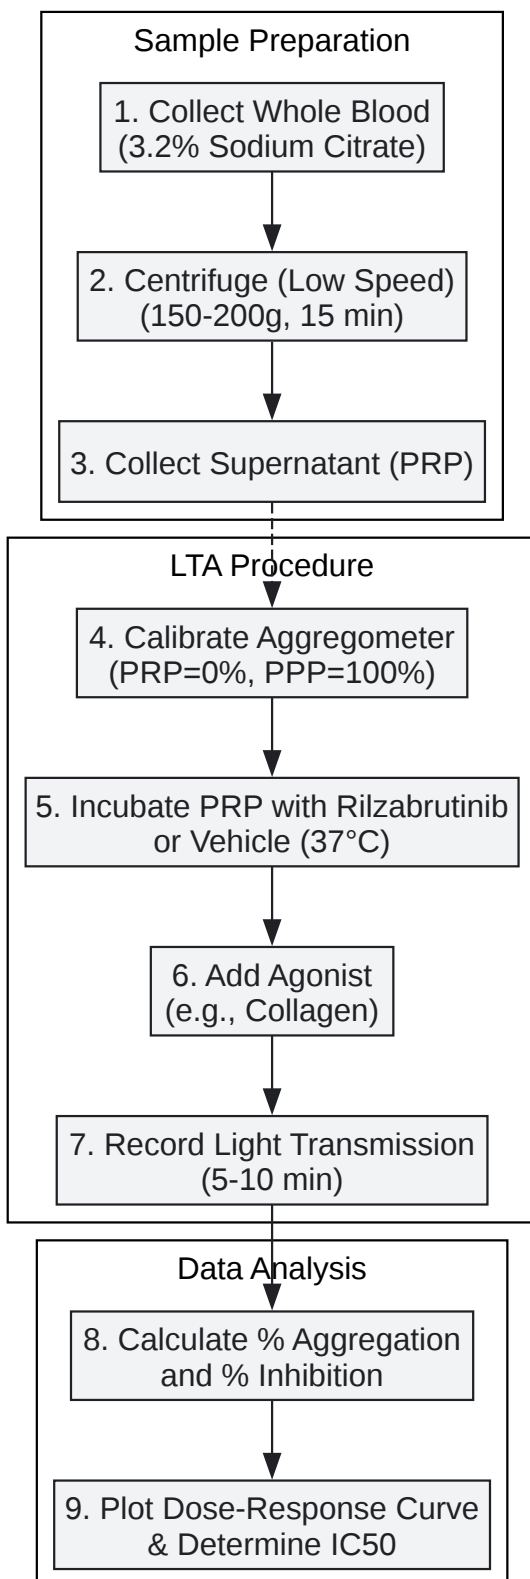 Sample Preparation
1. Collect Whole Blood
(3.2% Sodium Citrate)
2. Centrifuge (Low Speed)
(150-200g, 15 min)
3. Collect Supernatant (PRP)
LTA Procedure
4. Calibrate Aggregometer
(PRP=0%, PPP=100%)
5. Incubate PRP with Rilzabrutinib
or Vehicle (37°C)
6. Add Agonist
(e.g., Collagen)
7. Record Light Transmission
(5-10 min)
Data Analysis
8. Calculate % Aggregation
and % Inhibition
9. Plot Dose-Response Curve
& Determine IC50